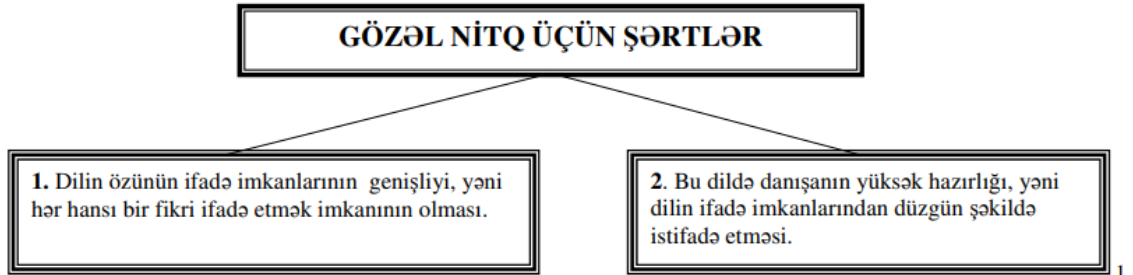 GÖZƏL NİTQ ÜÇÜN ŞƏRTLƏR
1. Dilin özünün ifadə imkanlarının genişliyi, yəni
hər hansı bir fikri ifadə etmək imkanının olması.
2. Bu dildə danışanın yüksək hazırlığı, yəni
dilin ifadə imkanlarından düzgün şəkildə
istifadə etməsi.
1